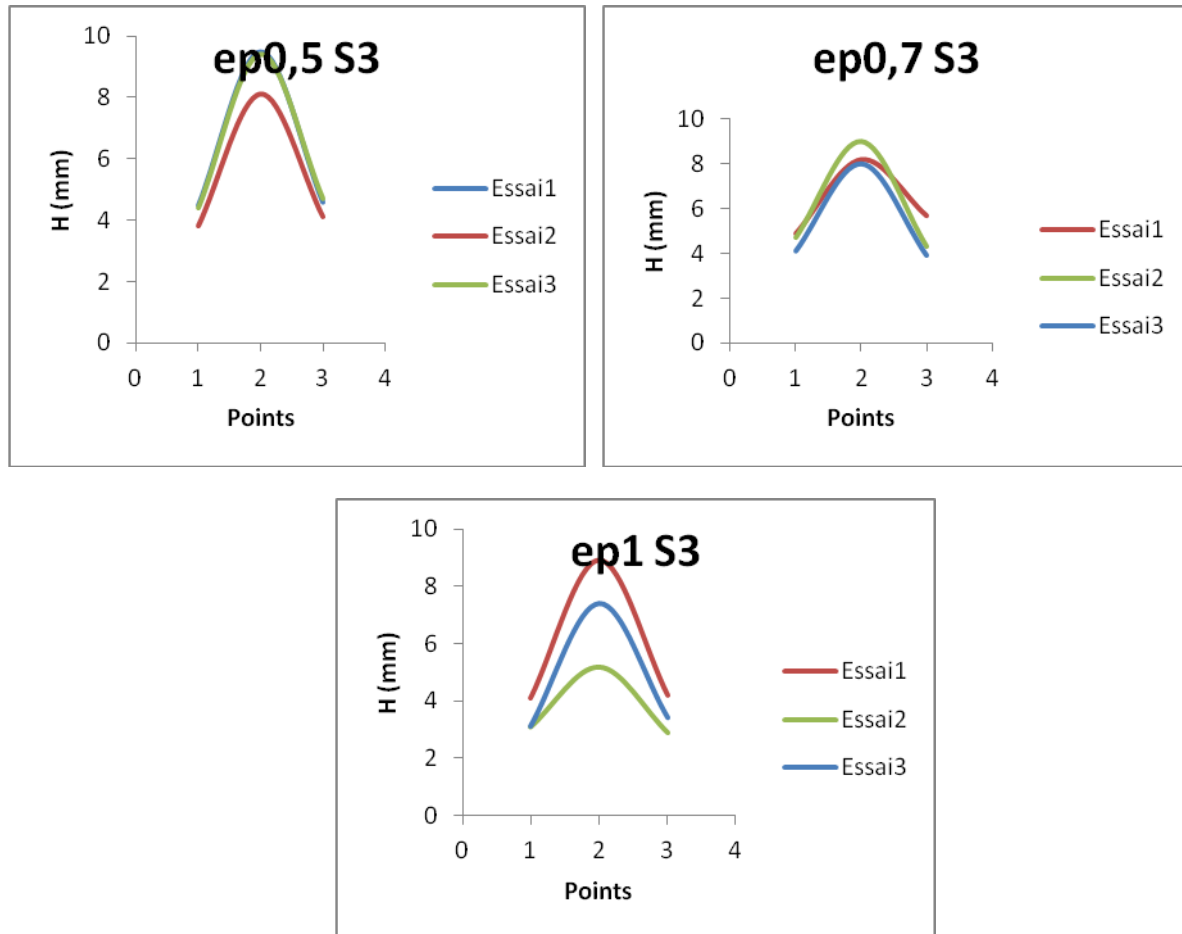 ep0,5 S3
10
8
6
4
2
0
H (mm)
0 1 2 3 4
Points
Essai1
Essai2
Essai3
ep0,7 S3
10
8
6
4
2
0
H (mm)
0 1 2 3 4
Points
Essai1
Essai2
Essai3
ep1 S3
10
8
6
4
2
0
H (mm)
0 1 2 3 4
Points
Essai1
Essai2
Essai3